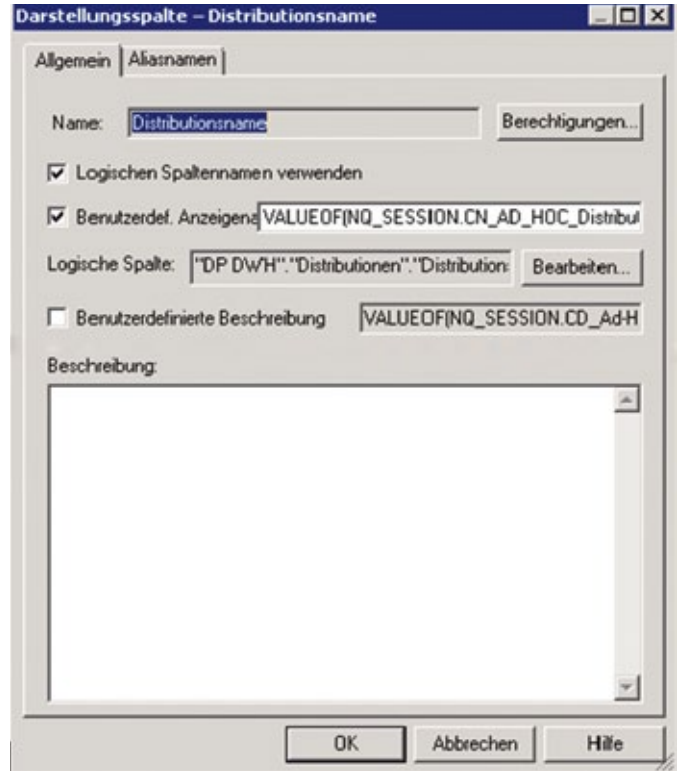 Darstellungsspalte – Distributionsname
Allgemein
Aliasnamen
Name: Distributionsname Berechtigungen...
Logischen Spaltennamen verwenden
Benutzerdef. Anzeigena VALUEOF(NQ_SESSION.CN_AD_HOC_Distribut
Logische Spalte: "DP DWH"."Distributionen"."Distribution: Bearbeiten...
Benutzerdefinierte Beschreibung VALUEOF(NQ_SESSION.CD_Ad-H
Beschreibung:
OK Abbrechen Hilfe